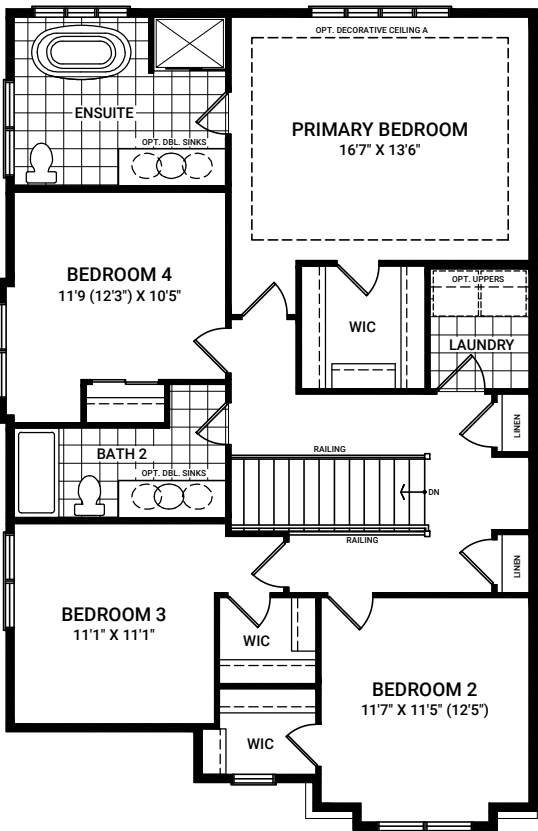 OPT. DECORATIVE CEILING A
ENSUITE
OPT. DBL. SINKS
PRIMARY BEDROOM
16'7" X 13'6"
BEDROOM 4
11'9 (12'3") X 10'5"
WIC
OPT. UPPERS
LAUNDRY
LINEN
BATH 2
OPT. DBL. SINKS
RAILING
DN
RAILING
LINEN
BEDROOM 3
11'1" X 11'1"
WIC
BEDROOM 2
11'7" X 11'5" (12'5")
WIC